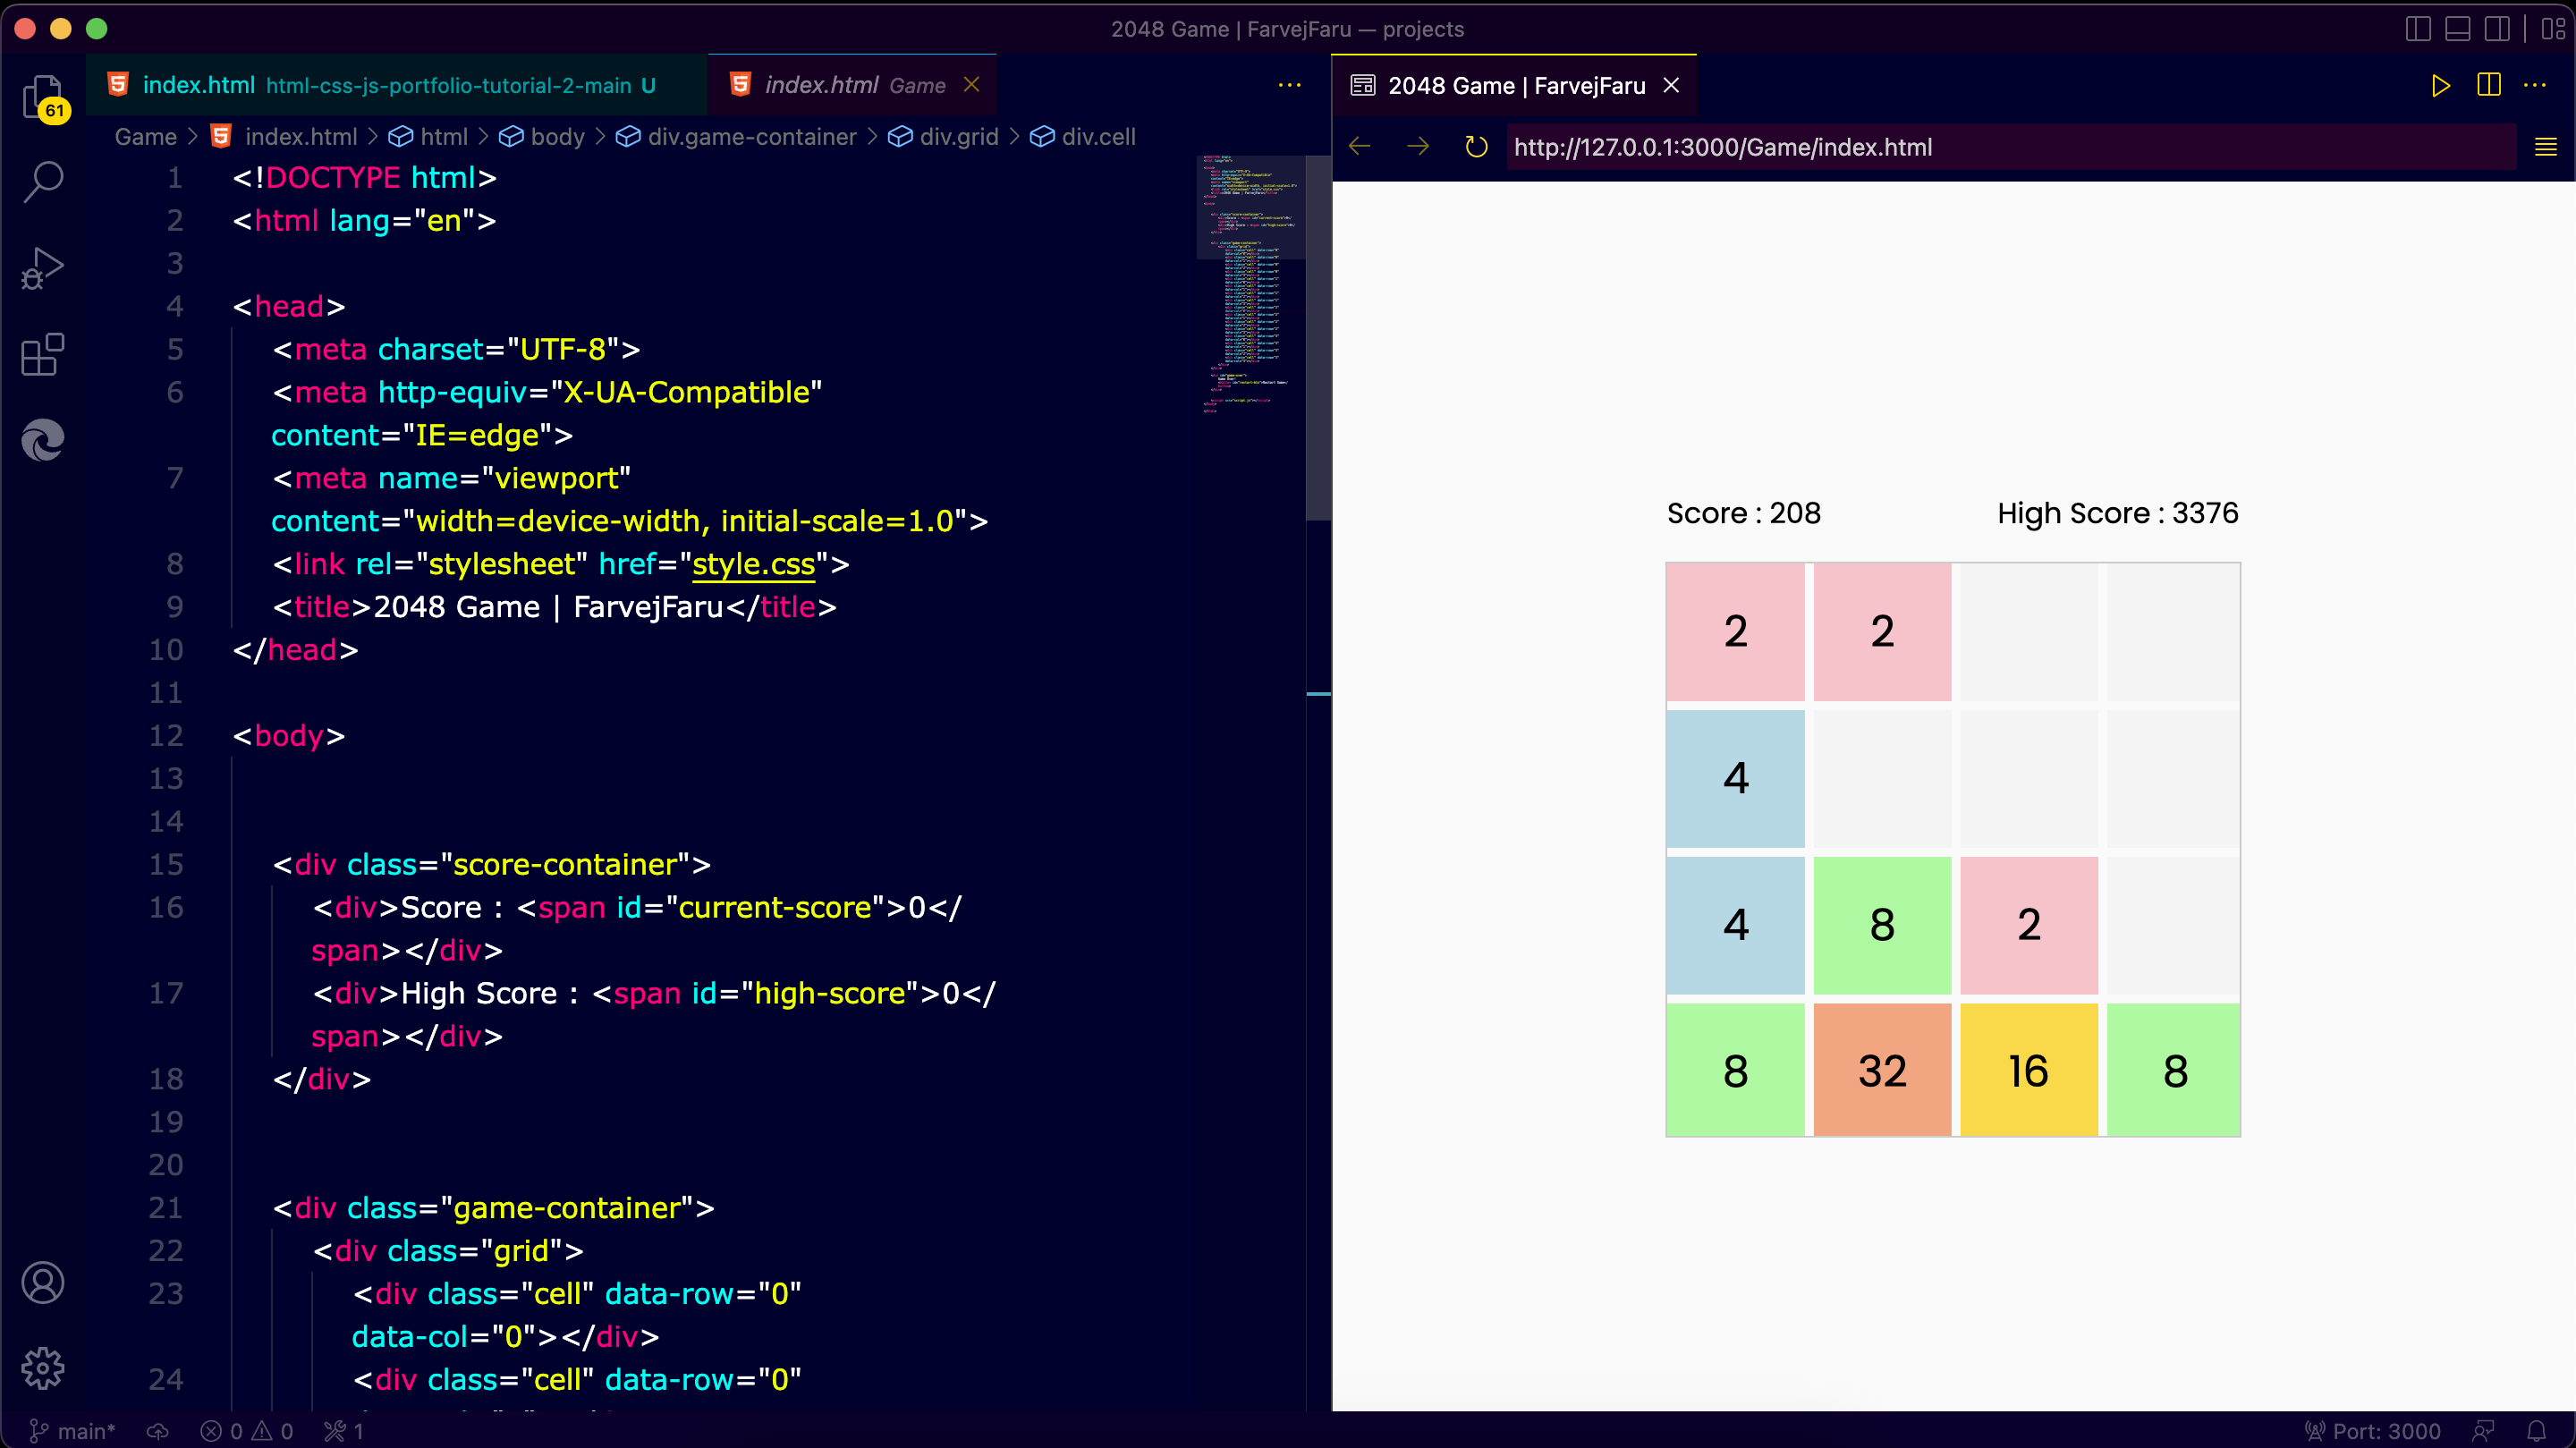 2048 Game | FarvejFaru — projects
index.html html-css-js-portfolio-tutorial-2-main U
index.html Game
2048 Game | FarvejFaru
61
Game > index.html > html > body > div.game-container > div.grid > div.cell
http://127.0.0.1:3000/Game/index.html
1 <!DOCTYPE html>
2 <html lang="en">
3
4 <head>
5 <meta charset="UTF-8">
6 <meta http-equiv="X-UA-Compatible"
content="IE=edge">
7 <meta name="viewport"
content="width=device-width, initial-scale=1.0">
8 <link rel="stylesheet" href="style.css">
9 <title>2048 Game | FarvejFaru</title>
10 </head>
11
12 <body>
13
14
15 <div class="score-container">
16 <div>Score : <span id="current-score">0</
span></div>
17 <div>High Score : <span id="high-score">0</
span></div>
18 </div>
19
20
21 <div class="game-container">
22 <div class="grid">
23 <div class="cell" data-row="0"
data-col="0"></div>
24 <div class="cell" data-row="0"
Score : 208 High Score : 3376
2 2
4
4 8 2
8 32 16 8
main* 0 0 1
Port: 3000